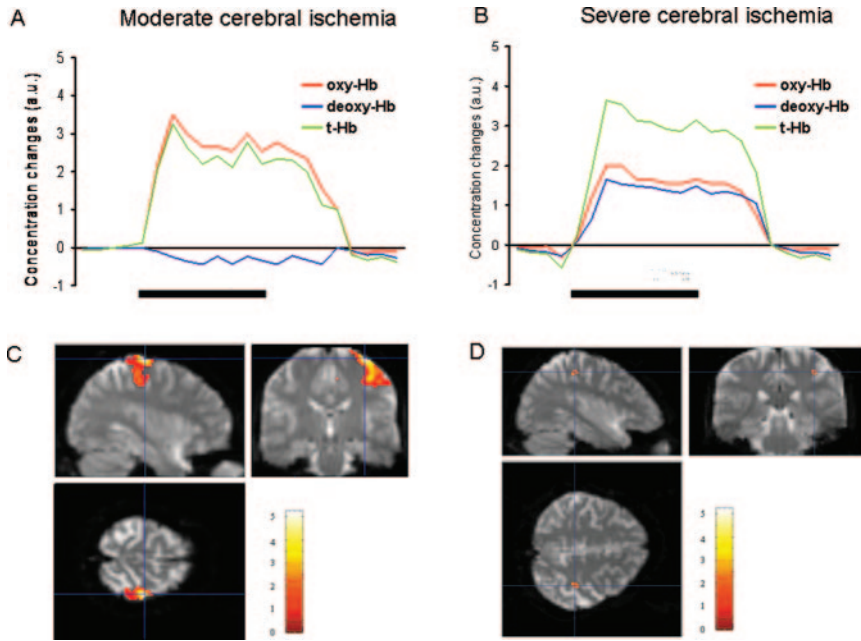 A Moderate cerebral ischemia
Concentration changes (a.u.)
5
4
3
2
1
0
-1
oxy-Hb
deoxy-Hb
t-Hb
B Severe cerebral ischemia
Concentration changes (a.u.)
5
4
3
2
1
0
-1
oxy-Hb
deoxy-Hb
t-Hb
C
5
4
3
2
1
0
D
5
4
3
2
1
0